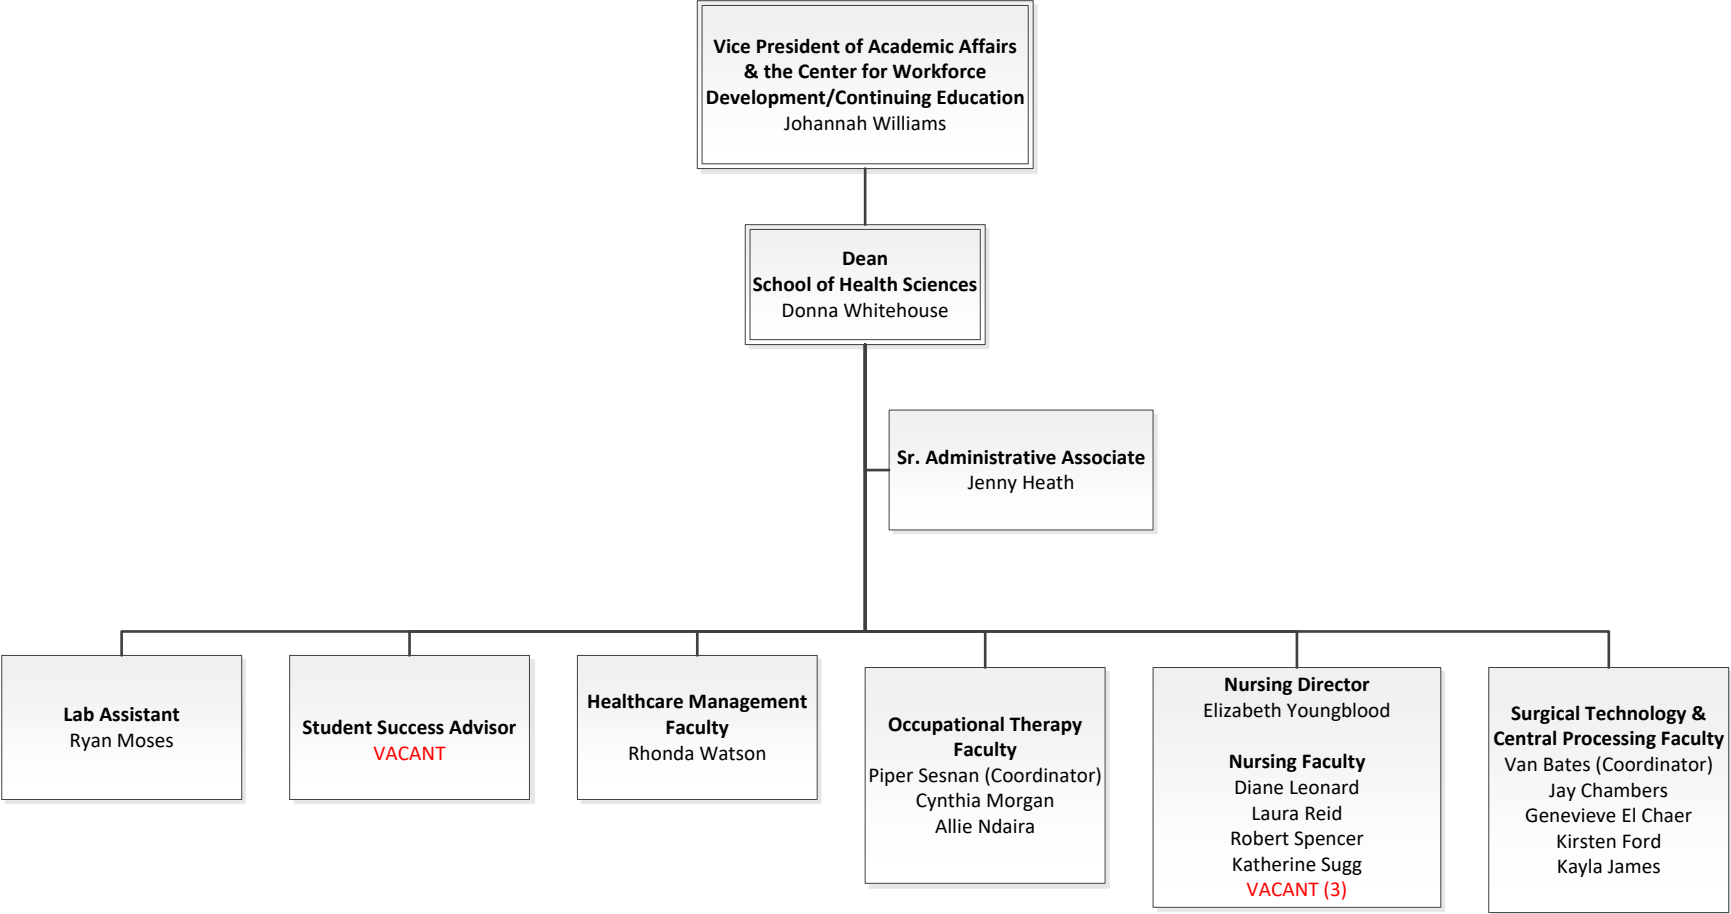 Vice President of Academic Affairs
& the Center for Workforce
Development/Continuing Education
Johannah Williams
Dean
School of Health Sciences
Donna Whitehouse
Sr. Administrative Associate
Jenny Heath
Lab Assistant
Ryan Moses
Student Success Advisor
VACANT
Healthcare Management
Faculty
Rhonda Watson
Occupational Therapy
Faculty
Piper Sesnan (Coordinator)
Cynthia Morgan
Allie Ndaira
Nursing Director
Elizabeth Youngblood
Nursing Faculty
Diane Leonard
Laura Reid
Robert Spencer
Katherine Sugg
VACANT (3)
Surgical Technology &
Central Processing Faculty
Van Bates (Coordinator)
Jay Chambers
Genevieve El Chaer
Kirsten Ford
Kayla James